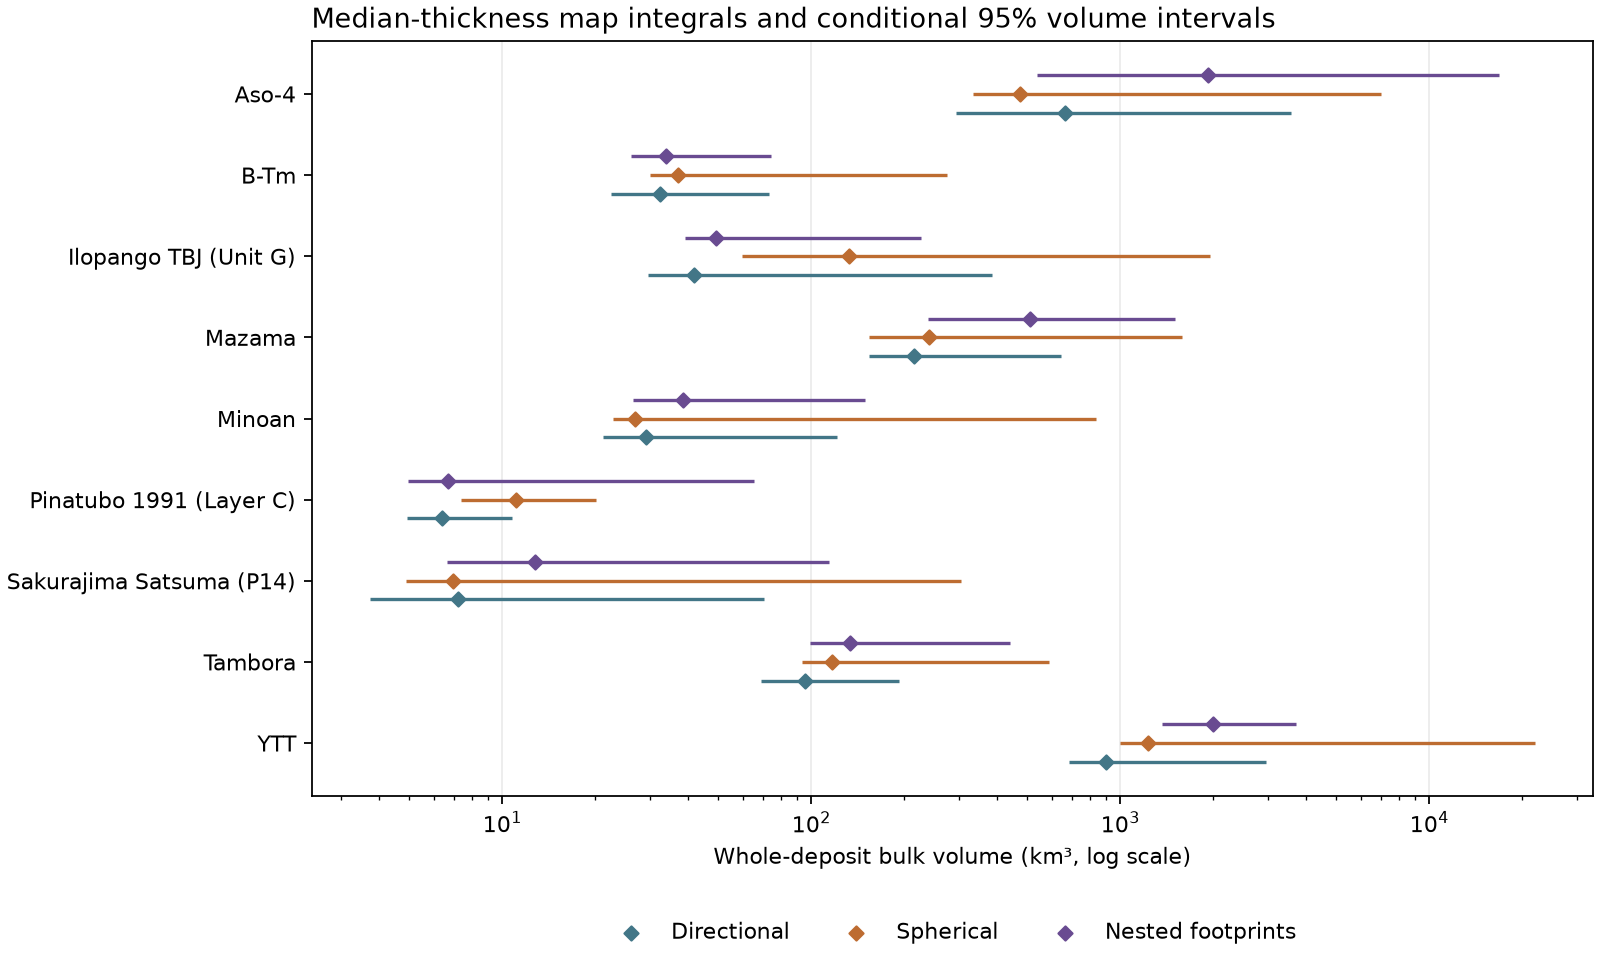 Median-thickness map integrals and conditional 95% volume intervals
Aso-4
B-Tm
Ilopango TBJ (Unit G)
Mazama
Minoan
Pinatubo 1991 (Layer C)
Sakurajima Satsuma (P14)
Tambora
YTT
10¹ 10² 10³ 10⁴
Whole-deposit bulk volume (km³, log scale)
Directional Spherical Nested footprints